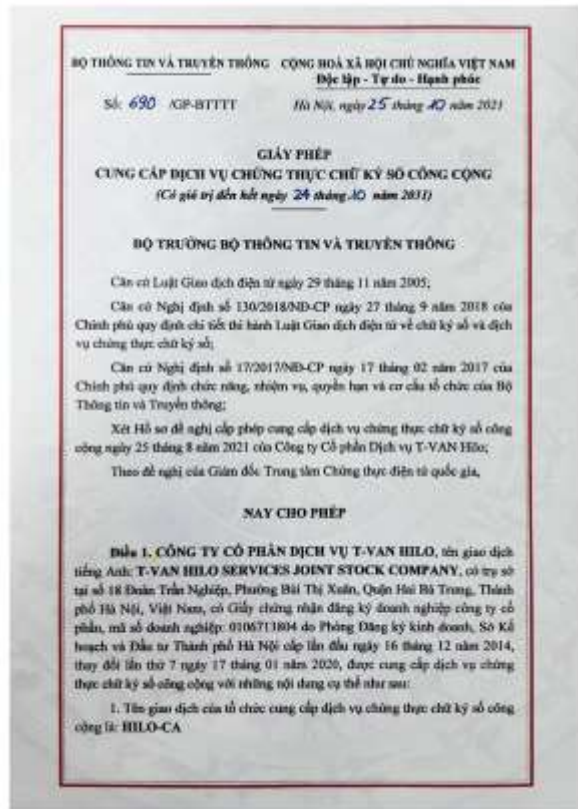 BỘ THÔNG TIN VÀ TRUYỀN THÔNG
CỘNG HOÀ XÃ HỘI CHỦ NGHĨA VIỆT NAM
Độc lập - Tự do - Hạnh phúc
Số: 690 /GP-BTTTT
Hà Nội, ngày 25 tháng 10 năm 2021
GIẤY PHÉP
CUNG CẤP DỊCH VỤ CHỨNG THỰC CHỮ KÝ SỐ CÔNG CỘNG
(Có giá trị đến hết ngày 24 tháng 10 năm 2031)
BỘ TRƯỞNG BỘ THÔNG TIN VÀ TRUYỀN THÔNG
Căn cứ Luật Giao dịch điện tử ngày 29 tháng 11 năm 2005;
Căn cứ Nghị định số 130/2018/NĐ-CP ngày 27 tháng 9 năm 2018 của
Chính phủ quy định chi tiết thi hành Luật Giao dịch điện tử về chữ ký số và dịch
vụ chứng thực chữ ký số;
Căn cứ Nghị định số 17/2017/NĐ-CP ngày 17 tháng 02 năm 2017 của
Chính phủ quy định chức năng, nhiệm vụ, quyền hạn và cơ cấu tổ chức của Bộ
Thông tin và Truyền thông;
Xét Hồ sơ đề nghị cấp phép cung cấp dịch vụ chứng thực chữ ký số công
cộng ngày 25 tháng 8 năm 2021 của Công ty Cổ phần Dịch vụ T-VAN Hilo;
Theo đề nghị của Giám đốc Trung tâm Chứng thực điện tử quốc gia,
NAY CHO PHÉP
Điều 1. CÔNG TY CỔ PHẦN DỊCH VỤ T-VAN HILO, tên giao dịch
tiếng Anh: T-VAN HILO SERVICES JOINT STOCK COMPANY, có trụ sở
tại số 18 Đoàn Trần Nghiệp, Phường Bùi Thị Xuân, Quận Hai Bà Trưng, Thành
phố Hà Nội, Việt Nam, có Giấy chứng nhận đăng ký doanh nghiệp công ty cổ
phần, mã số doanh nghiệp: 0106713804 do Phòng Đăng ký kinh doanh, Sở Kế
hoạch và Đầu tư Thành phố Hà Nội cấp lần đầu ngày 16 tháng 12 năm 2014,
thay đổi lần thứ 7 ngày 17 tháng 01 năm 2020, được cung cấp dịch vụ chứng
thực chữ ký số công cộng với những nội dung cụ thể như sau:
1. Tên giao dịch của tổ chức cung cấp dịch vụ chứng thực chữ ký số công
cộng là: HILO-CA